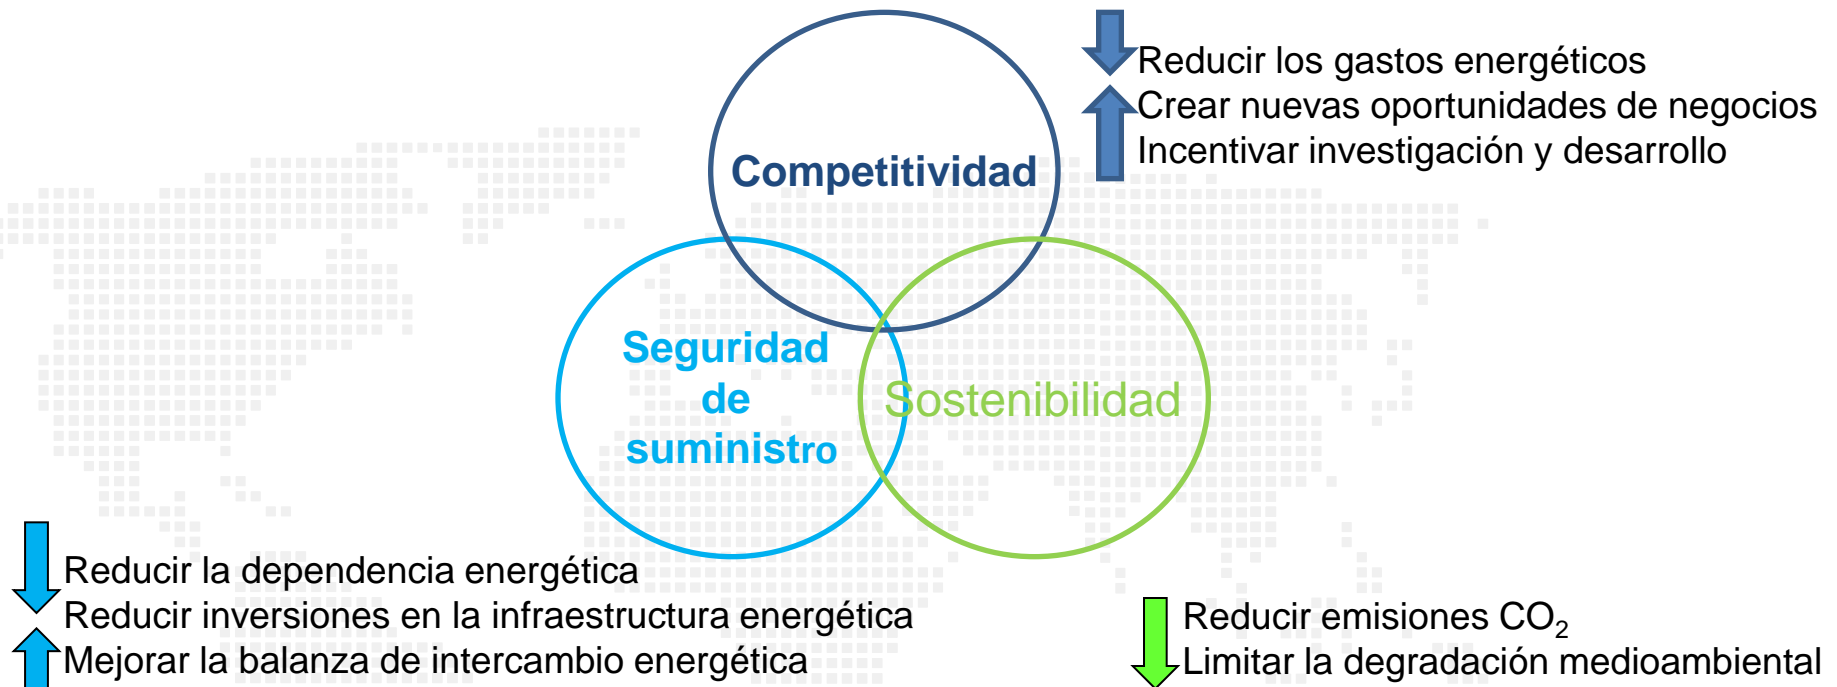 Reducir los gastos energéticos
Crear nuevas oportunidades de negocios
Incentivar investigación y desarrollo
Competitividad
Seguridad
de
suministro
Sostenibilidad
Reducir la dependencia energética
Reducir inversiones en la infraestructura energética
Mejorar la balanza de intercambio energética
Reducir emisiones CO₂
Limitar la degradación medioambiental